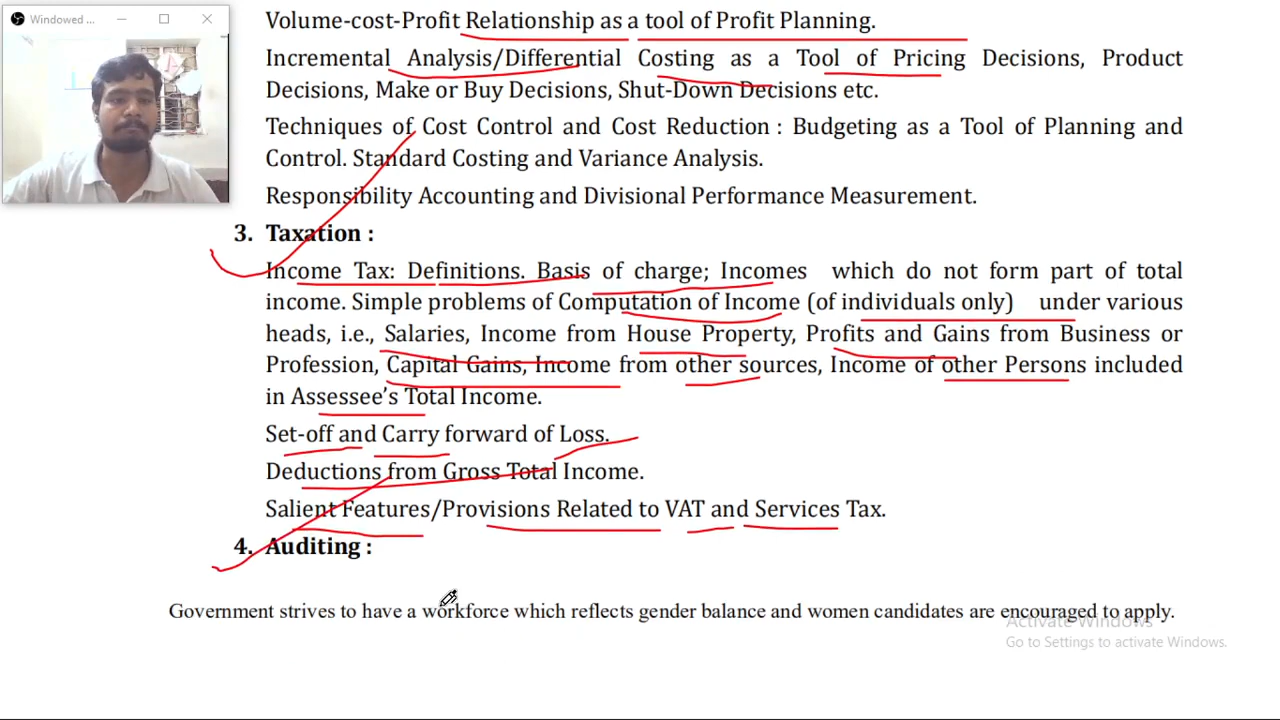 Windowed ...
Volume-cost-Profit Relationship as a tool of Profit Planning.
Incremental Analysis/Differential Costing as a Tool of Pricing Decisions, Product
Decisions, Make or Buy Decisions, Shut-Down Decisions etc.
Techniques of Cost Control and Cost Reduction : Budgeting as a Tool of Planning and
Control. Standard Costing and Variance Analysis.
Responsibility Accounting and Divisional Performance Measurement.
3. Taxation :
Income Tax: Definitions. Basis of charge; Incomes which do not form part of total
income. Simple problems of Computation of Income (of individuals only) under various
heads, i.e., Salaries, Income from House Property, Profits and Gains from Business or
Profession, Capital Gains, Income from other sources, Income of other Persons included
in Assessee's Total Income.
Set-off and Carry forward of Loss.
Deductions from Gross Total Income.
Salient Features/Provisions Related to VAT and Services Tax.
4. Auditing :
Government strives to have a workforce which reflects gender balance and women candidates are encouraged to apply.
Activate Windows
Go to Settings to activate Windows.